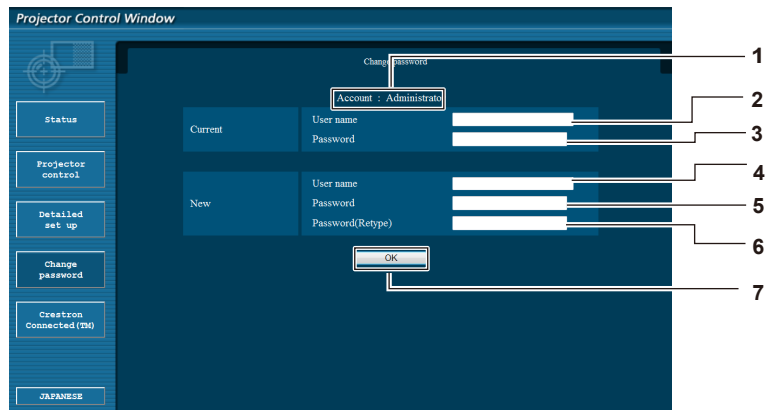 Projector Control Window
Change password
1
Account : Administrato
2
Status
Current
User name
Password
3
Projector
control
4
New
User name
Password
5
Password(Retype)
6
Detailed
set up
OK
Change
password
7
Crestron
Connected(TM)
JAPANESE